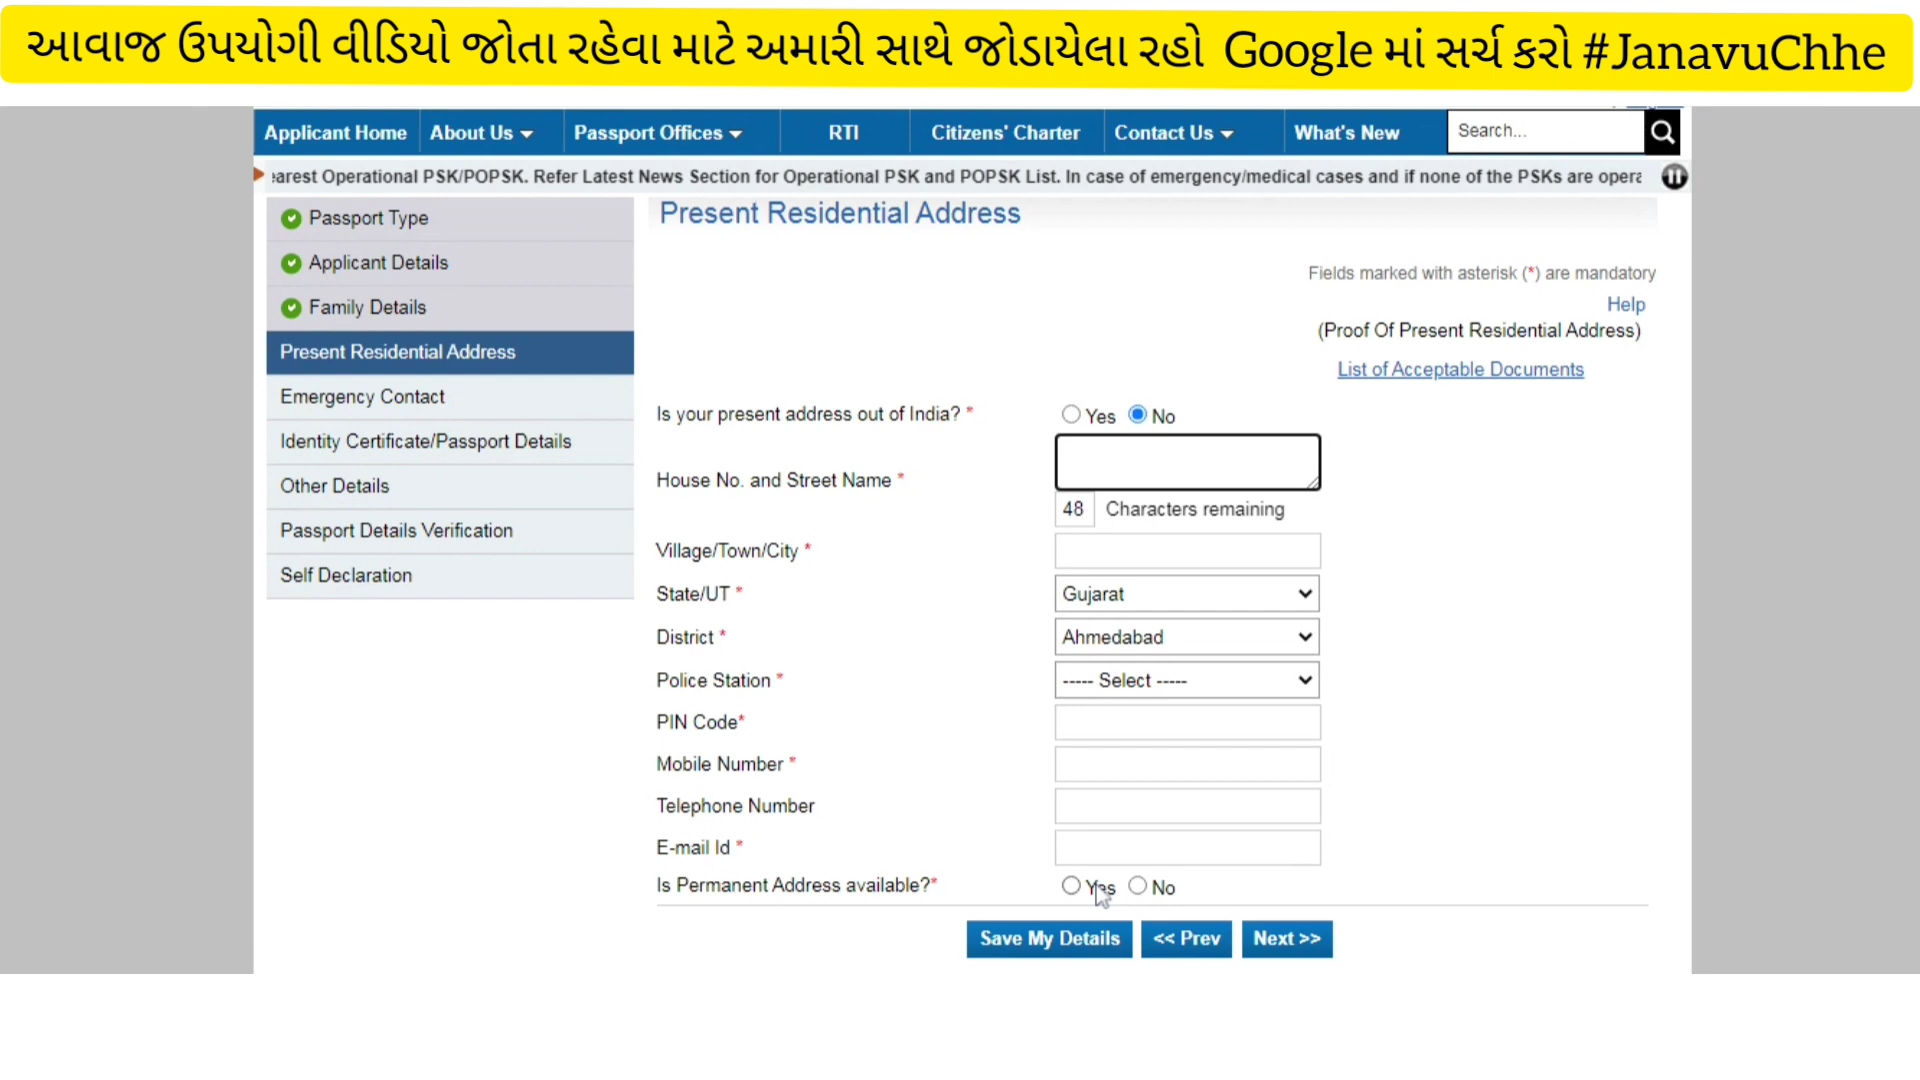 આવાજ ઉપયોગી વીડિયો જોતા રહેવા માટે અમારી સાથે જોડાયેલા રહો Google માં સર્ચ કરો #JanavuChhe
Applicant Home About Us Passport Offices RTI Citizens' Charter Contact Us What's New Search...
earest Operational PSK/POPSK. Refer Latest News Section for Operational PSK and POPSK List. In case of emergency/medical cases and if none of the PSKs are opera
Passport Type
Applicant Details
Family Details
Present Residential Address
Emergency Contact
Identity Certificate/Passport Details
Other Details
Passport Details Verification
Self Declaration
Present Residential Address
Fields marked with asterisk (*) are mandatory
Help
(Proof Of Present Residential Address)
List of Acceptable Documents
Is your present address out of India? * Yes No
House No. and Street Name *
48 Characters remaining
Village/Town/City *
State/UT * Gujarat
District * Ahmedabad
Police Station * ----- Select -----
PIN Code*
Mobile Number *
Telephone Number
E-mail Id *
Is Permanent Address available?* Yes No
Save My Details << Prev Next >>